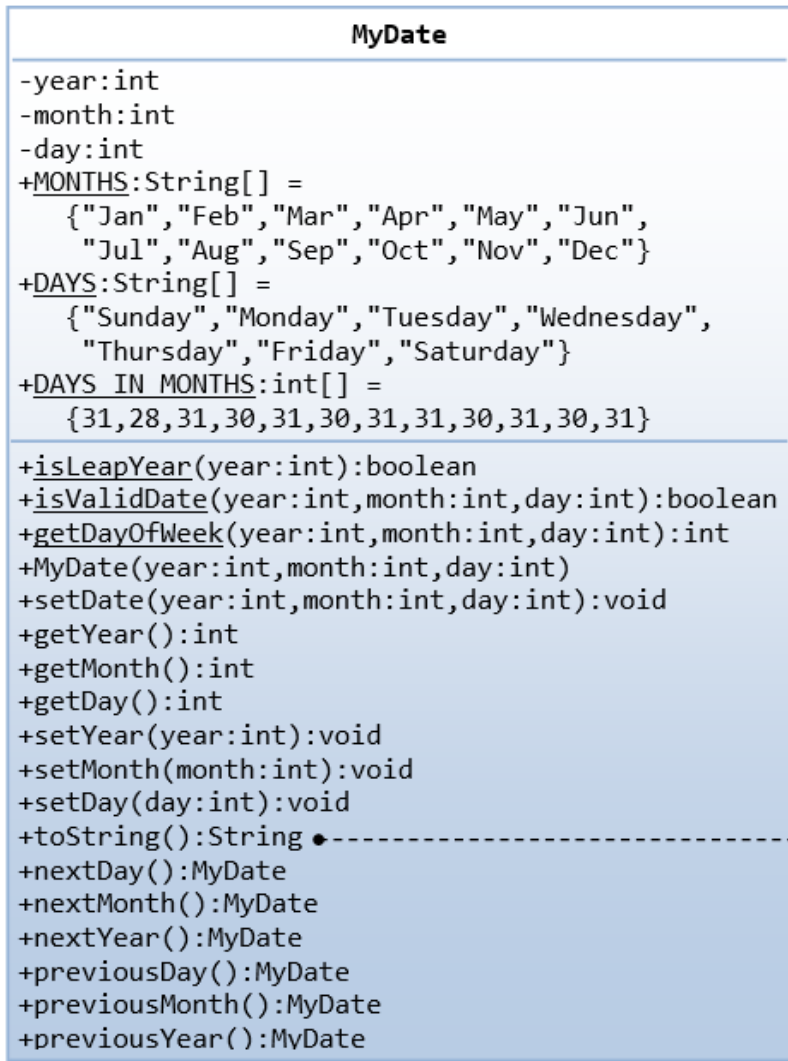 MyDate
-year:int
-month:int
-day:int
+MONTHS:String[] =
{"Jan","Feb","Mar","Apr","May","Jun",
"Jul","Aug","Sep","Oct","Nov","Dec"}
+DAYS:String[] =
{"Sunday","Monday","Tuesday","Wednesday",
"Thursday","Friday","Saturday"}
+DAYS_IN_MONTHS:int[] =
{31,28,31,30,31,30,31,31,30,31,30,31}
+isLeapYear(year:int):boolean
+isValidDate(year:int,month:int,day:int):boolean
+getDayOfWeek(year:int,month:int,day:int):int
+MyDate(year:int,month:int,day:int)
+setDate(year:int,month:int,day:int):void
+getYear():int
+getMonth():int
+getDay():int
+setYear(year:int):void
+setMonth(month:int):void
+setDay(day:int):void
+toString():String
+nextDay():MyDate
+nextMonth():MyDate
+nextYear():MyDate
+previousDay():MyDate
+previousMonth():MyDate
+previousYear():MyDate